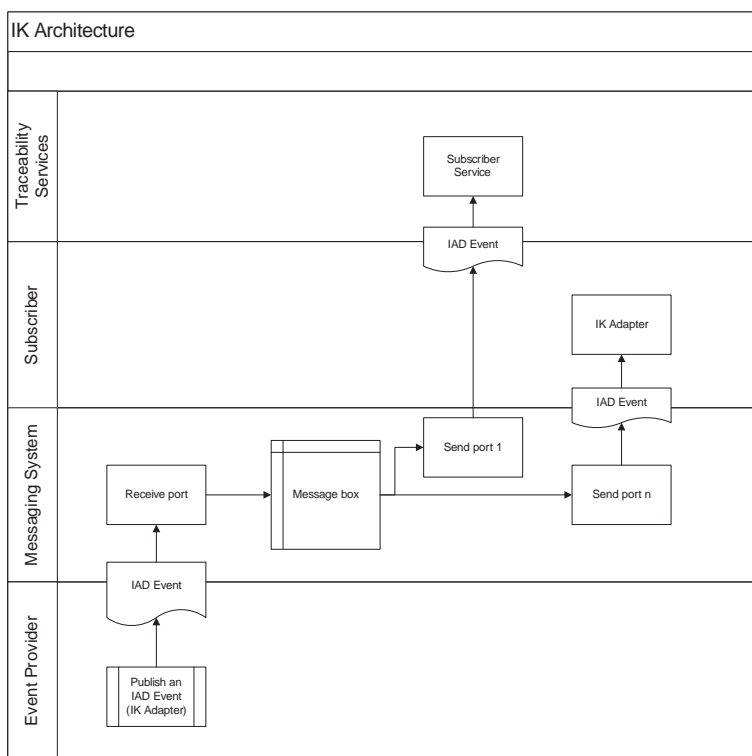 IK Architecture
Traceability
Services
Subscriber
Service
IAD Event
Subscriber
IK Adapter
IAD Event
Messaging System
Send port 1
Receive port
Message box
Send port n
IAD Event
Event Provider
Publish an
IAD Event
(IK Adapter)